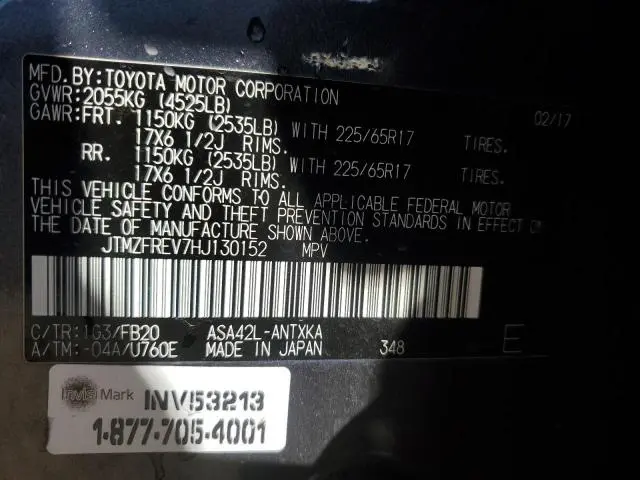 MFD. BY: TOYOTA MOTOR CORPORATION 02/17
GVWR: 2055KG (4525LB)
GAWR: FRT. 1150KG (2535LB) WITH 225/65R17 TIRES.
17X6 1/2J RIMS.
RR. 1150KG (2535LB) WITH 225/65R17 TIRES.
17X6 1/2J RIMS.
THIS VEHICLE CONFORMS TO ALL APPLICABLE FEDERAL MOTOR
VEHICLE SAFETY AND THEFT PREVENTION STANDARDS IN EFFECT ON
THE DATE OF MANUFACTURE SHOWN ABOVE.
JTMZFREV7HJ130152 MPV
C/TR: 1G3/FB20 ASA42L-ANTXKA
A/TM: -04A/U760E MADE IN JAPAN 348 E
InvisiMark INV53213
1-877-705-4001